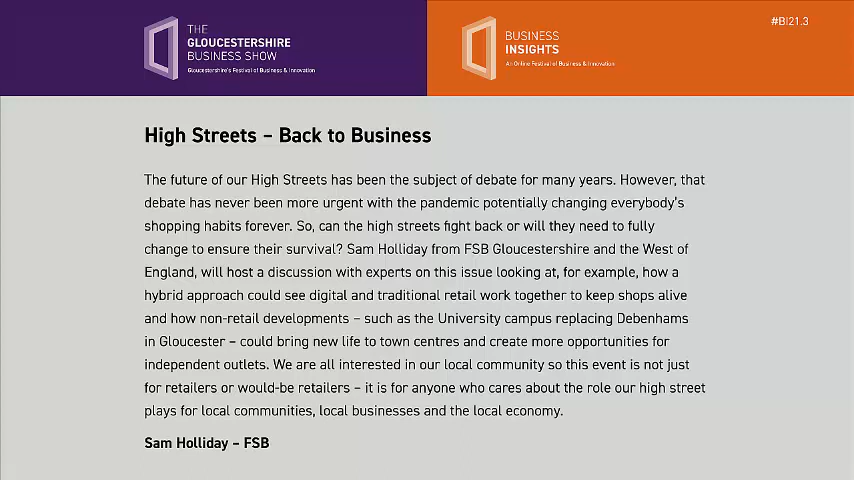 THE
GLOUCESTERSHIRE
BUSINESS SHOW
Gloucestershire's Festival of Business & Innovation
BUSINESS
INSIGHTS
An Online Festival of Business & Innovation
#BI21.3
High Streets – Back to Business
The future of our High Streets has been the subject of debate for many years. However, that
debate has never been more urgent with the pandemic potentially changing everybody's
shopping habits forever. So, can the high streets fight back or will they need to fully
change to ensure their survival? Sam Holliday from FSB Gloucestershire and the West of
England, will host a discussion with experts on this issue looking at, for example, how a
hybrid approach could see digital and traditional retail work together to keep shops alive
and how non-retail developments – such as the University campus replacing Debenhams
in Gloucester – could bring new life to town centres and create more opportunities for
independent outlets. We are all interested in our local community so this event is not just
for retailers or would-be retailers – it is for anyone who cares about the role our high street
plays for local communities, local businesses and the local economy.
Sam Holliday – FSB